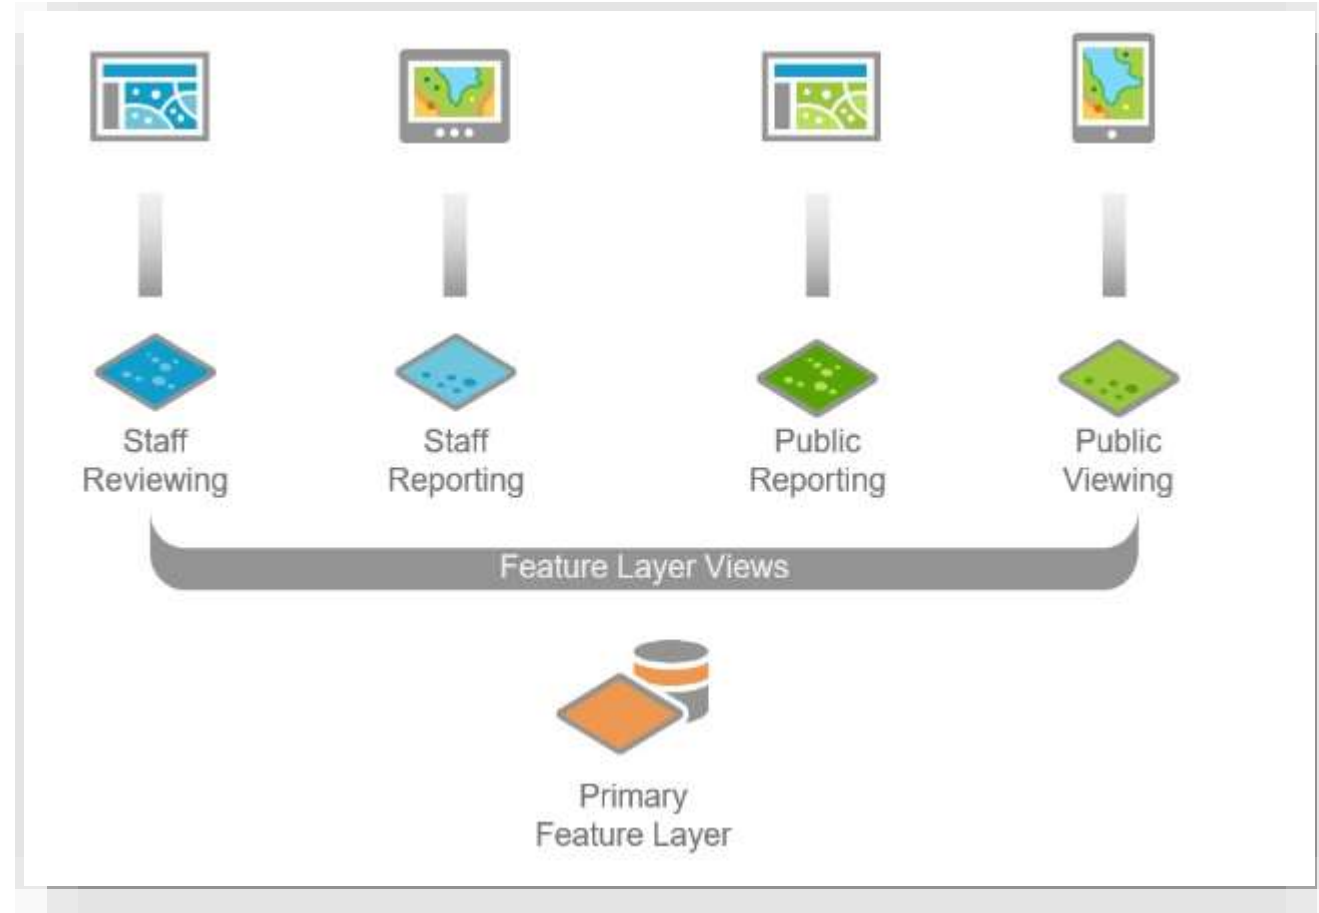 Staff
Reviewing
Staff
Reporting
Public
Reporting
Public
Viewing
Feature Layer Views
Primary
Feature Layer